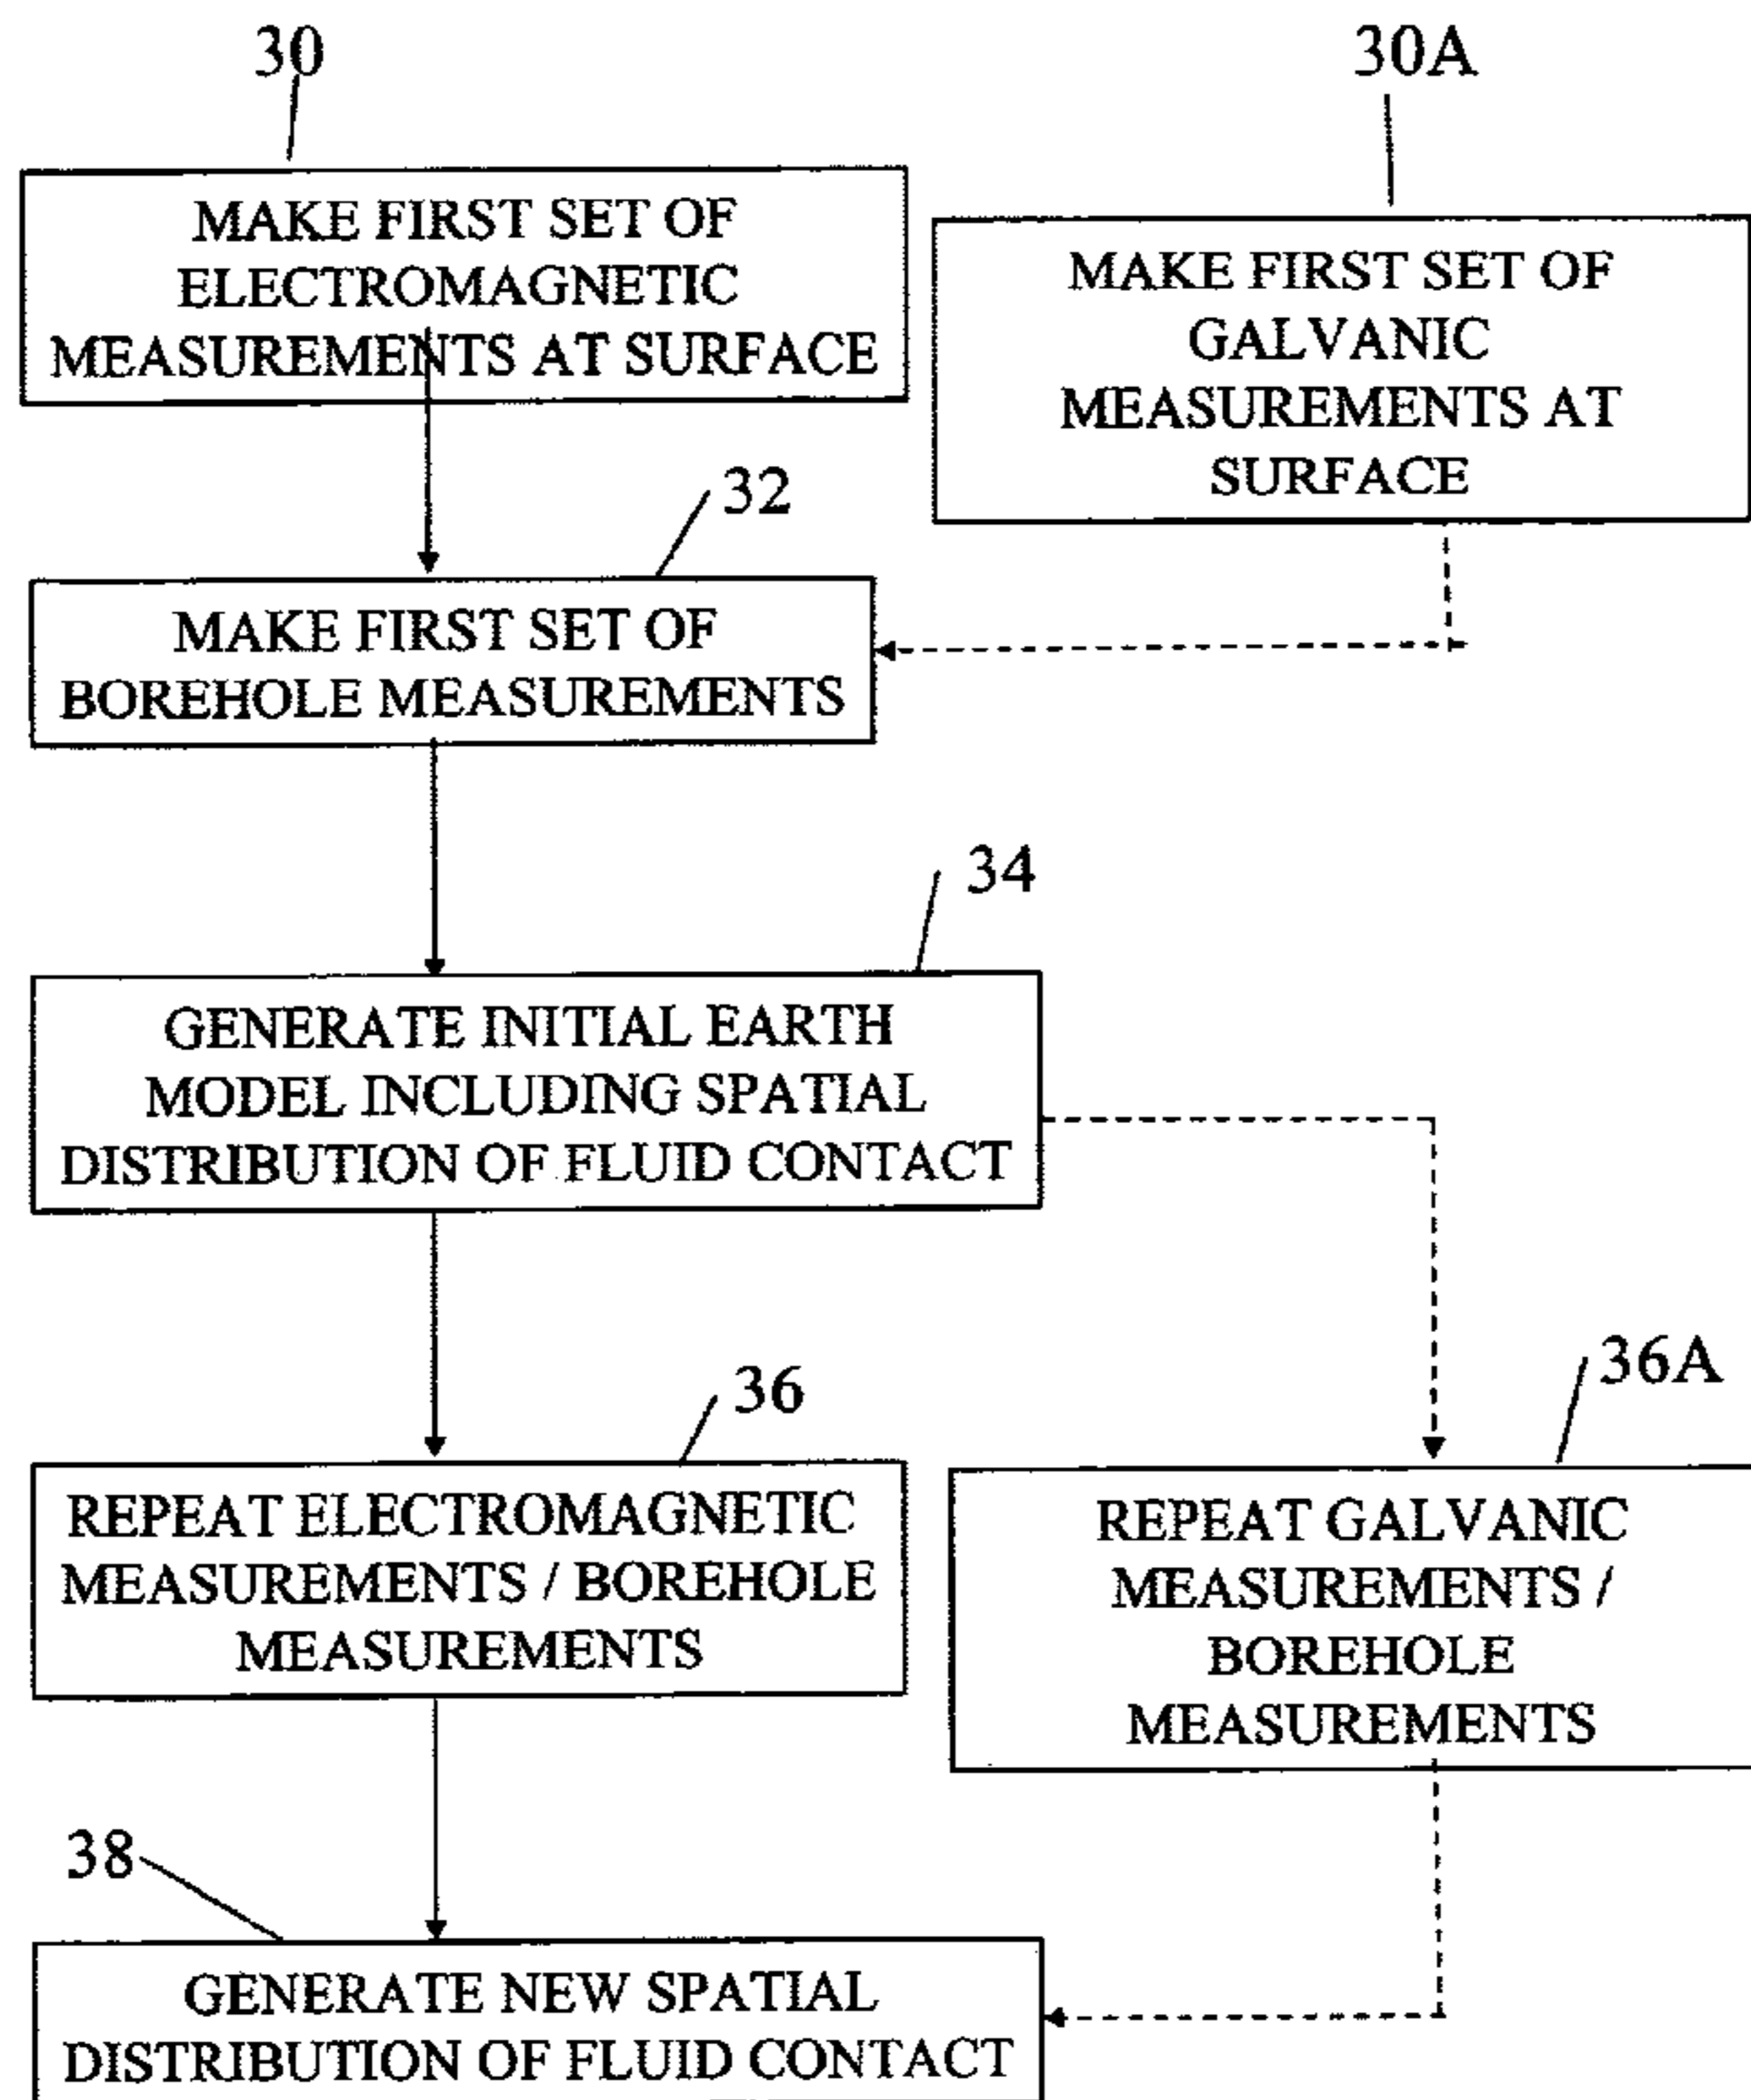 30
MAKE FIRST SET OF
ELECTROMAGNETIC
MEASUREMENTS AT SURFACE
30A
MAKE FIRST SET OF
GALVANIC
MEASUREMENTS AT
SURFACE
32
MAKE FIRST SET OF
BOREHOLE MEASUREMENTS
34
GENERATE INITIAL EARTH
MODEL INCLUDING SPATIAL
DISTRIBUTION OF FLUID CONTACT
36
REPEAT ELECTROMAGNETIC
MEASUREMENTS / BOREHOLE
MEASUREMENTS
36A
REPEAT GALVANIC
MEASUREMENTS /
BOREHOLE
MEASUREMENTS
38
GENERATE NEW SPATIAL
DISTRIBUTION OF FLUID CONTACT